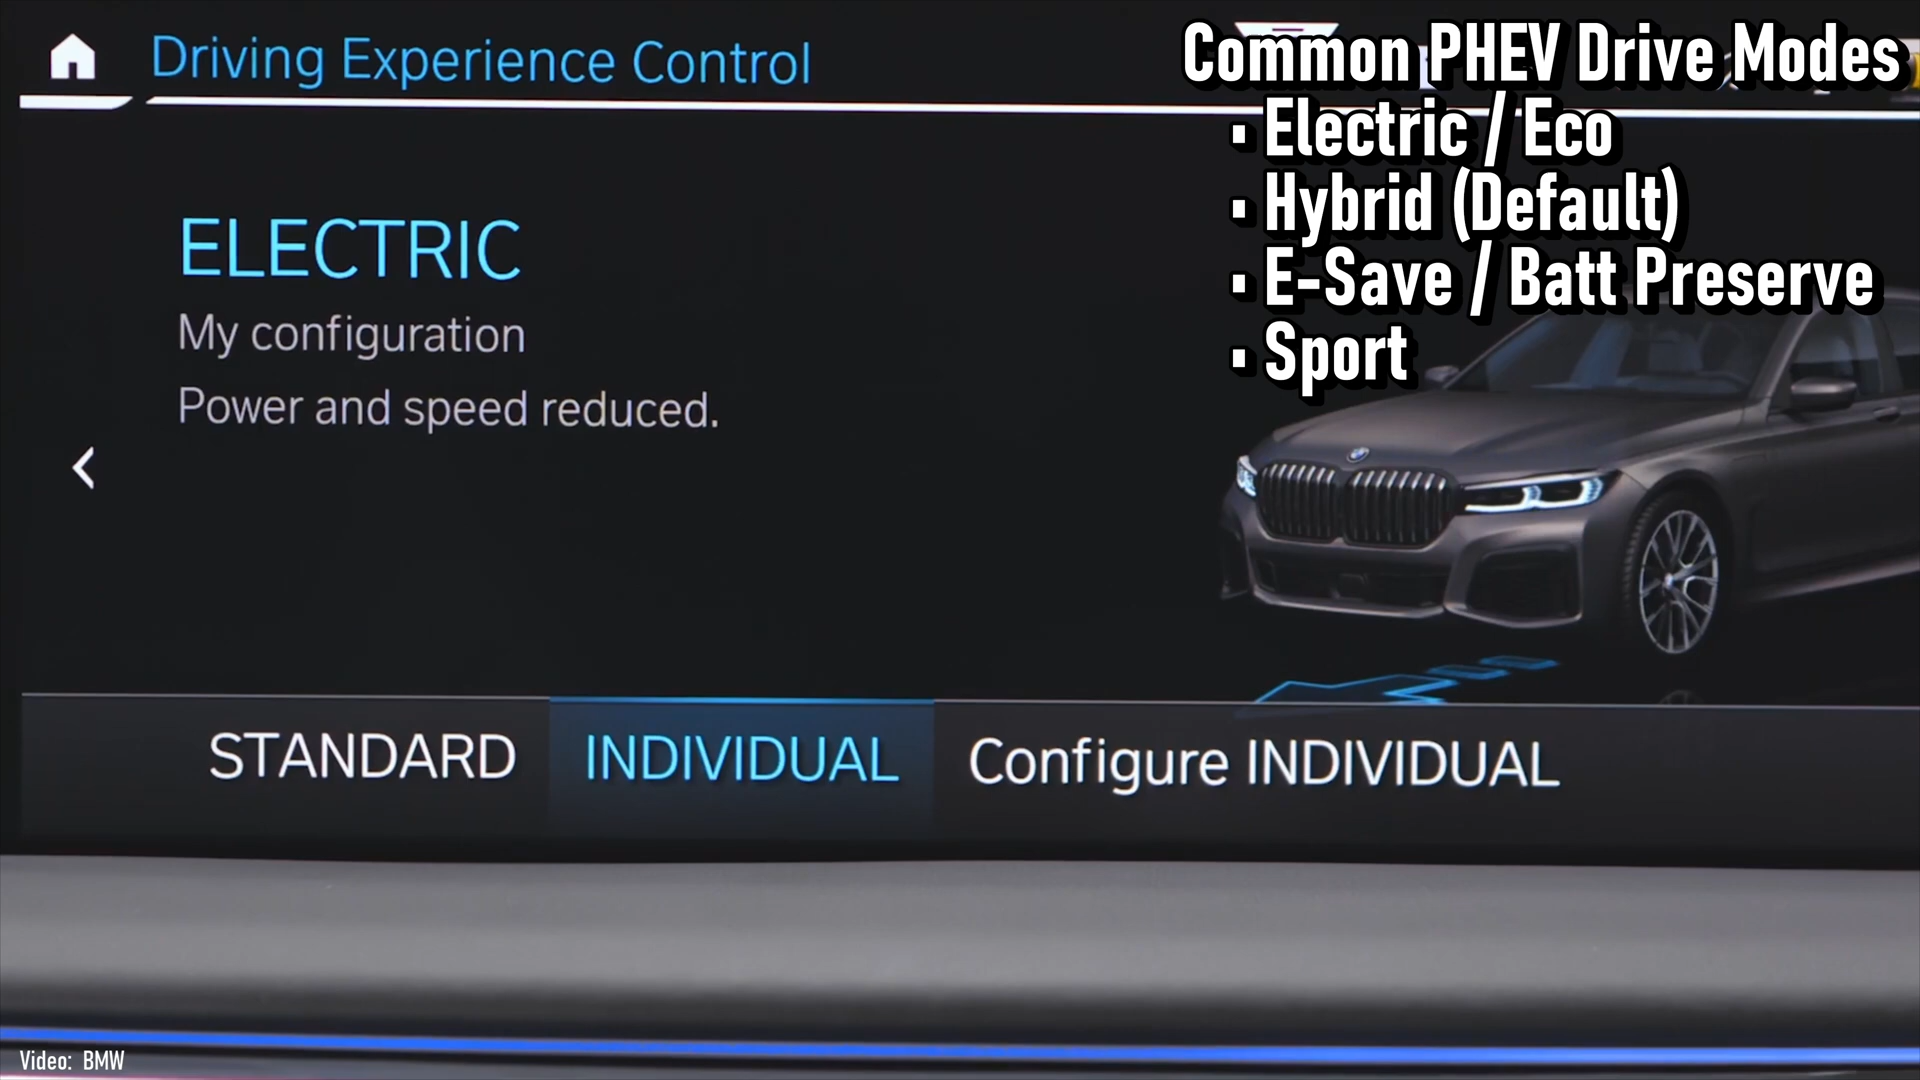 Driving Experience Control
Common PHEV Drive Modes
▪ Electric / Eco
▪ Hybrid (Default)
▪ E-Save / Batt Preserve
▪ Sport
ELECTRIC
My configuration
Power and speed reduced.
STANDARD
INDIVIDUAL
Configure INDIVIDUAL
Video: BMW